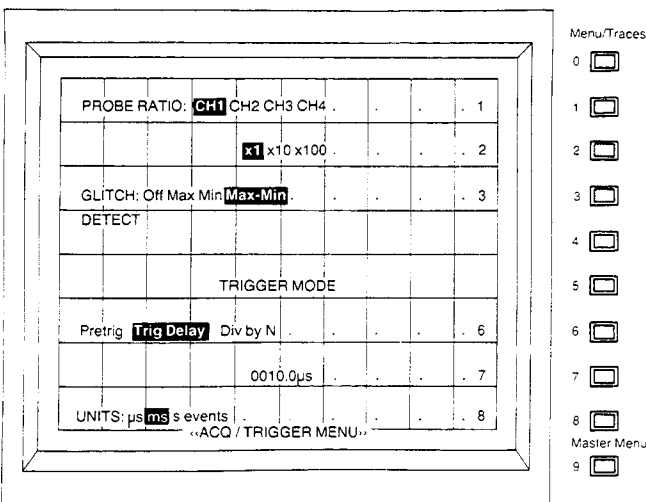 Menu/Traces
0
PROBE RATIO: CH1 CH2 CH3 CH4 . . . . 1
1
x1 x10 x100 . . . . 2
2
GLITCH: Off Max Min Max-Min . . . . 3
3
DETECT
4
TRIGGER MODE
5
Pretrig Trig Delay Div by N . . . . 6
6
0010.0µs . . . 7
7
UNITS: µs ms s events . . . . . 8
8
‹‹ACQ / TRIGGER MENU››
Master Menu
9